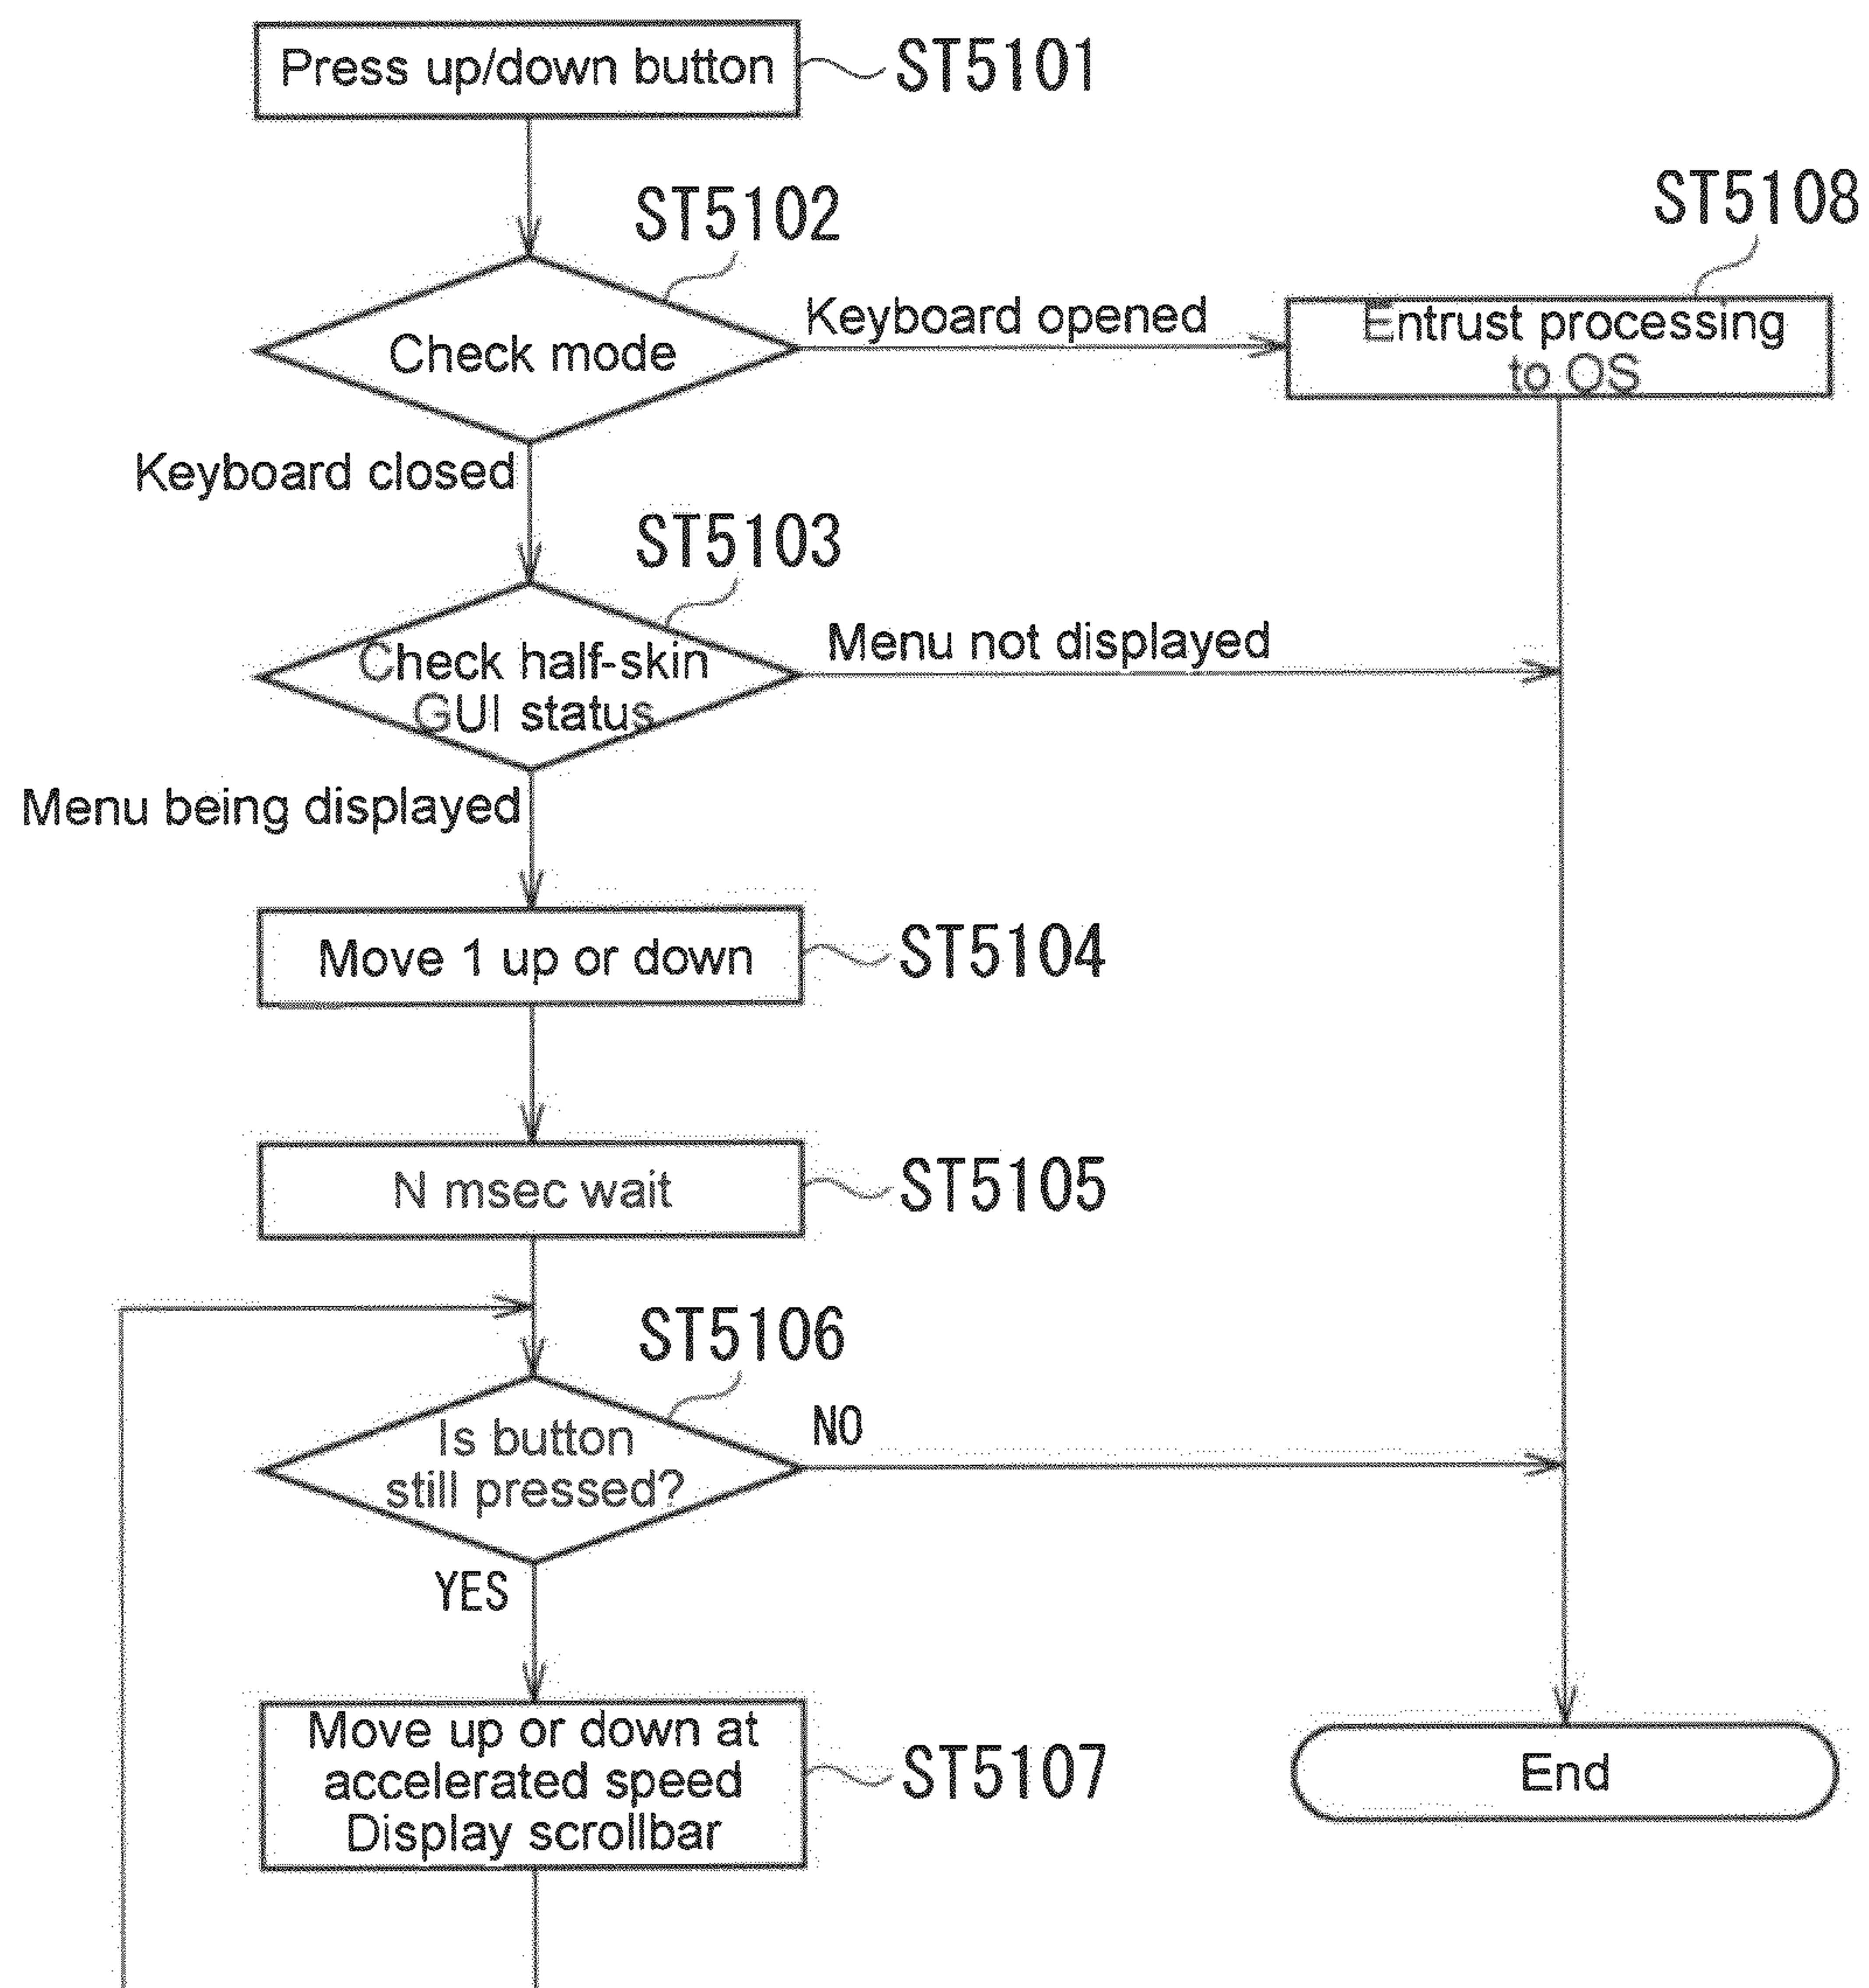 Press up/down button
ST5101
ST5102
ST5108
Check mode
Keyboard opened
Entrust processing
to OS
Keyboard closed
ST5103
Check half-skin
GUI status
Menu not displayed
Menu being displayed
Move 1 up or down
ST5104
N msec wait
ST5105
ST5106
Is button
still pressed?
NO
YES
Move up or down at
accelerated speed
Display scrollbar
ST5107
End